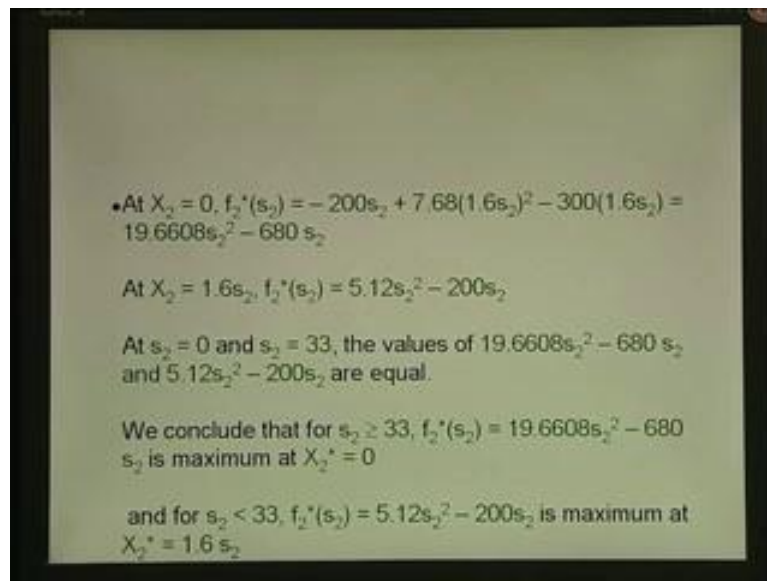 •At X₂ = 0, f₂*(s₂) = – 200s₂ + 7.68(1.6s₂)² – 300(1.6s₂) =
19.6608s₂² – 680 s₂
At X₂ = 1.6s₂, f₂*(s₂) = 5.12s₂² – 200s₂
At s₂ = 0 and s₂ = 33, the values of 19.6608s₂² – 680 s₂
and 5.12s₂² – 200s₂ are equal.
We conclude that for s₂ ≥ 33, f₂*(s₂) = 19.6608s₂² – 680
s₂ is maximum at X₂* = 0
and for s₂ < 33, f₂*(s₂) = 5.12s₂² – 200s₂ is maximum at
X₂* = 1.6 s₂